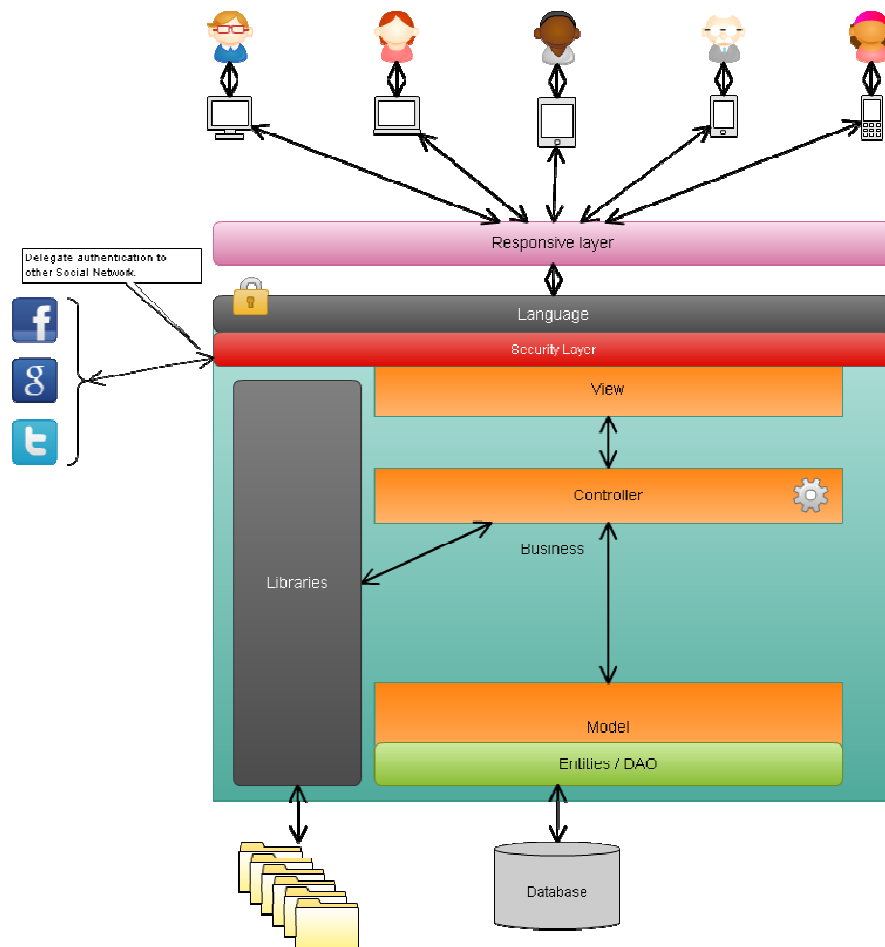 Responsive layer
Delegate authentication to
other Social Network.
Language
Security Layer
f
g
t
View
Controller
Business
Libraries
Model
Entities / DAO
Database